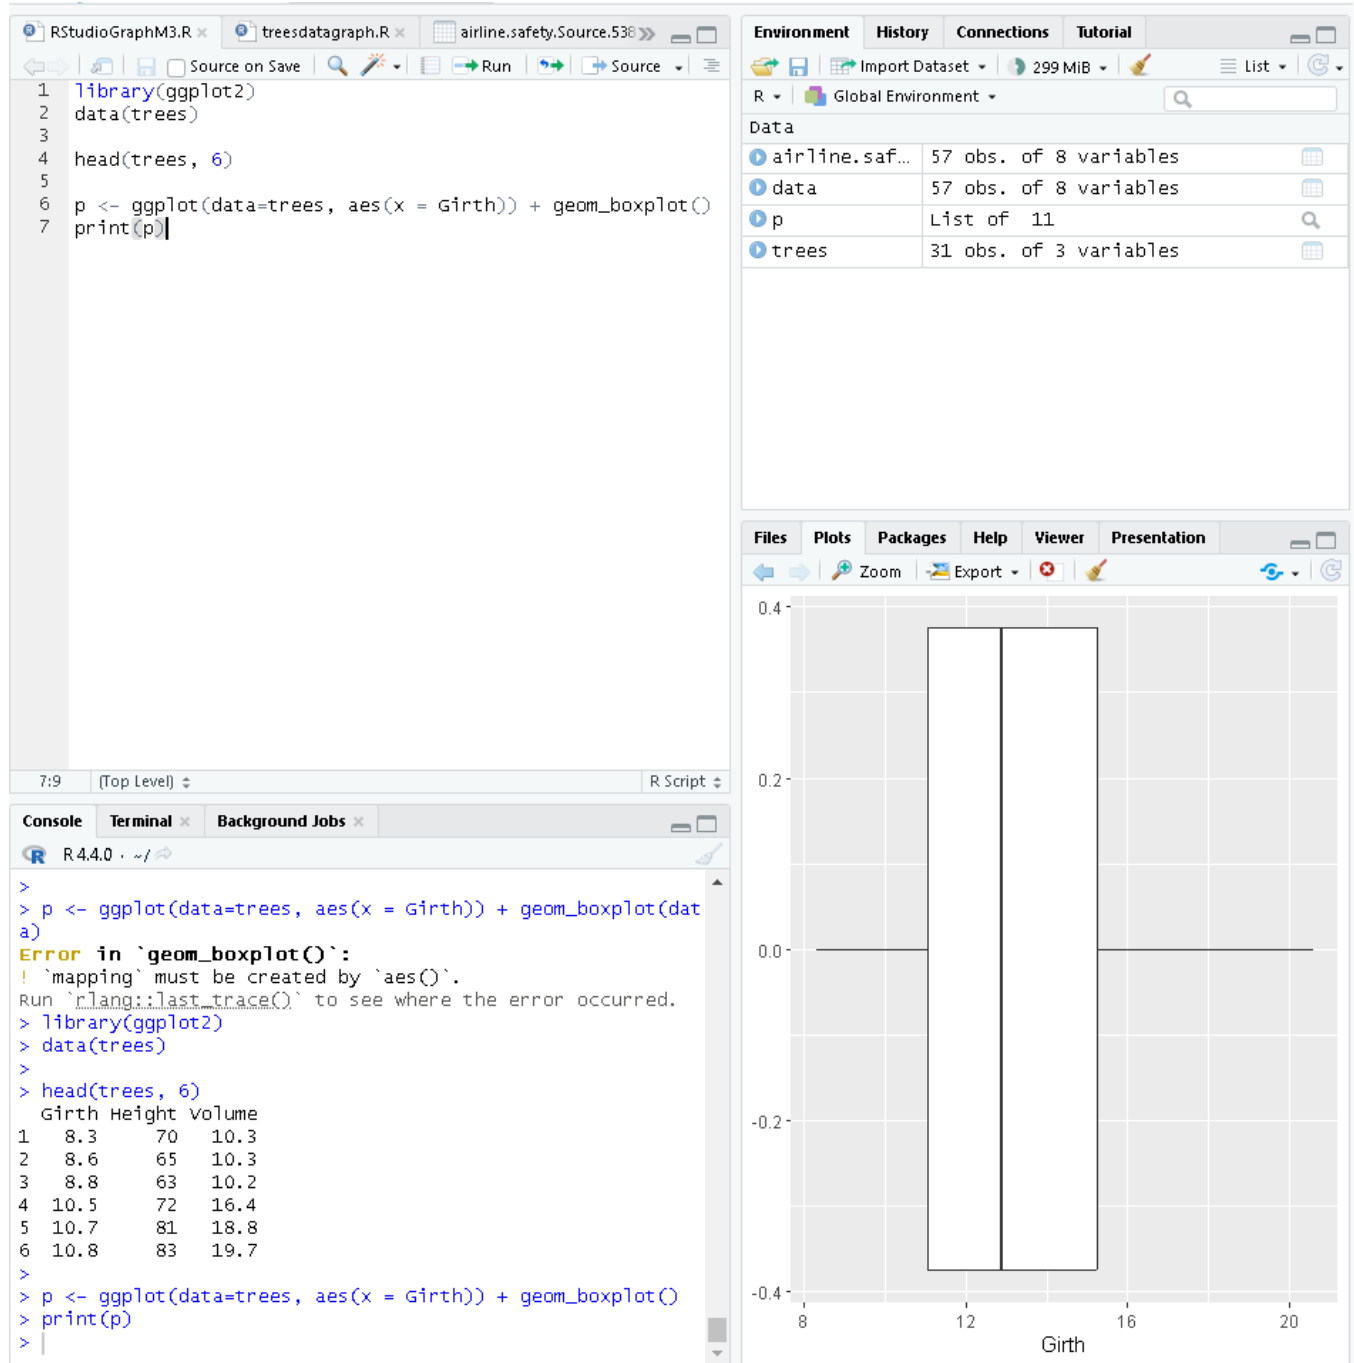 RStudioGraphM3.R × treesdatagraph.R × airline.safety.Source.538
Source on Save Run Source
1 library(ggplot2)
2 data(trees)
3
4 head(trees, 6)
5
6 p <- ggplot(data=trees, aes(x = Girth)) + geom_boxplot()
7 print(p)
7:9 (Top Level) R Script
Console Terminal × Background Jobs ×
R 4.4.0 · ~/
>
> p <- ggplot(data=trees, aes(x = Girth)) + geom_boxplot(dat
a)
Error in `geom_boxplot()`:
! `mapping` must be created by `aes()`.
Run `rlang::last_trace()` to see where the error occurred.
> library(ggplot2)
> data(trees)
>
> head(trees, 6)
Girth Height Volume
1 8.3 70 10.3
2 8.6 65 10.3
3 8.8 63 10.2
4 10.5 72 16.4
5 10.7 81 18.8
6 10.8 83 19.7
>
> p <- ggplot(data=trees, aes(x = Girth)) + geom_boxplot()
> print(p)
>
Environment History Connections Tutorial
Import Dataset 299 MiB List
R Global Environment
Data
airline.saf… 57 obs. of 8 variables
data 57 obs. of 8 variables
p List of 11
trees 31 obs. of 3 variables
Files Plots Packages Help Viewer Presentation
Zoom Export
0.4
0.2
0.0
-0.2
-0.4
8 12 16 20
Girth